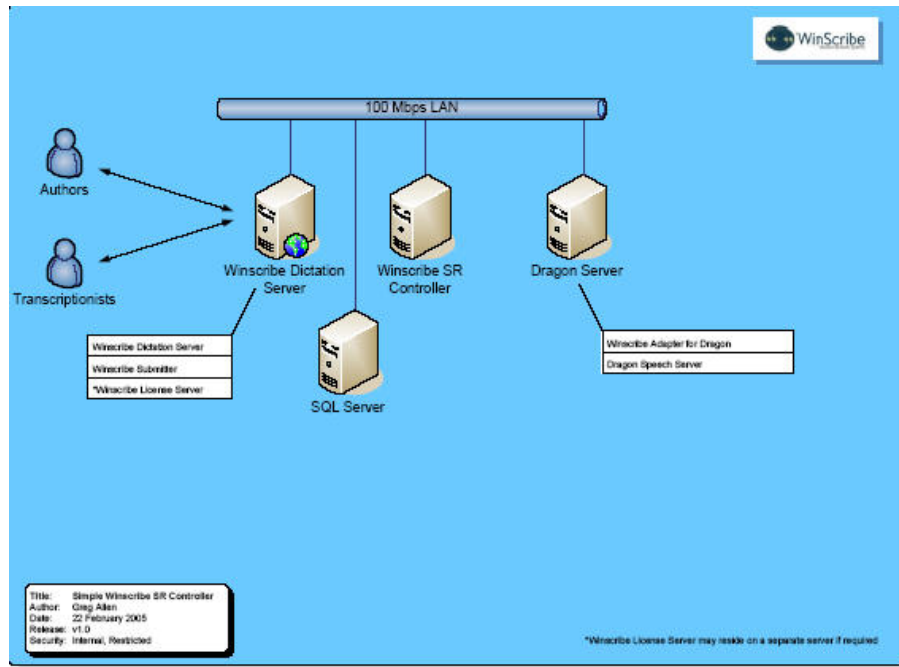 WinScribe
100 Mbps LAN
Authors
Transcriptionists
Winscribe Dictation
Server
Winscribe SR
Controller
Dragon Server
Winscribe Dictation Server
Winscribe Submitter
*Winscribe License Server
SQL Server
Winscribe Adapter for Dragon
Dragon Speech Server
Title: Simple Winscribe SR Controller
Author: Greg Allen
Date: 22 February 2005
Release: v1.0
Security: Internal, Restricted
*Winscribe License Server may reside on a separate server if required